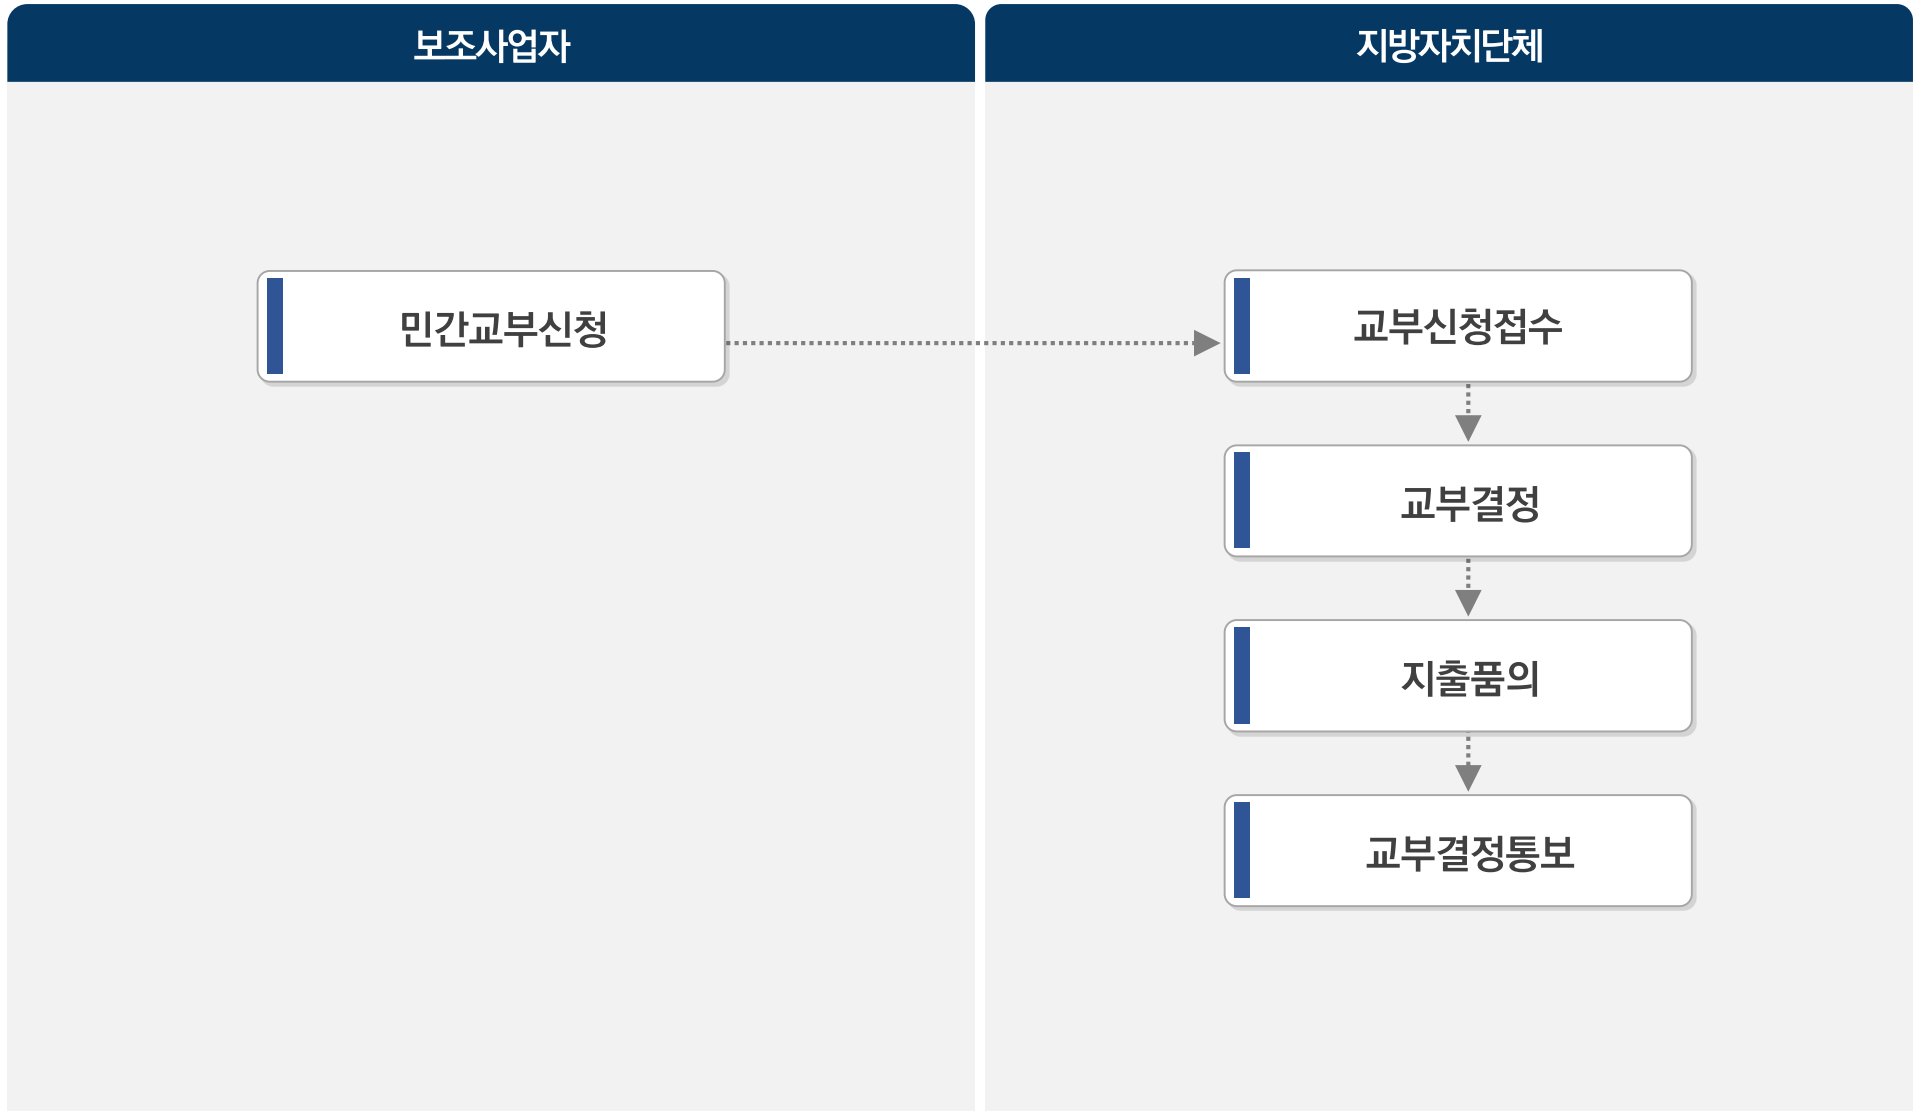 보조사업자
지방자치단체
민간교부신청
교부신청접수
교부결정
지출품의
교부결정통보